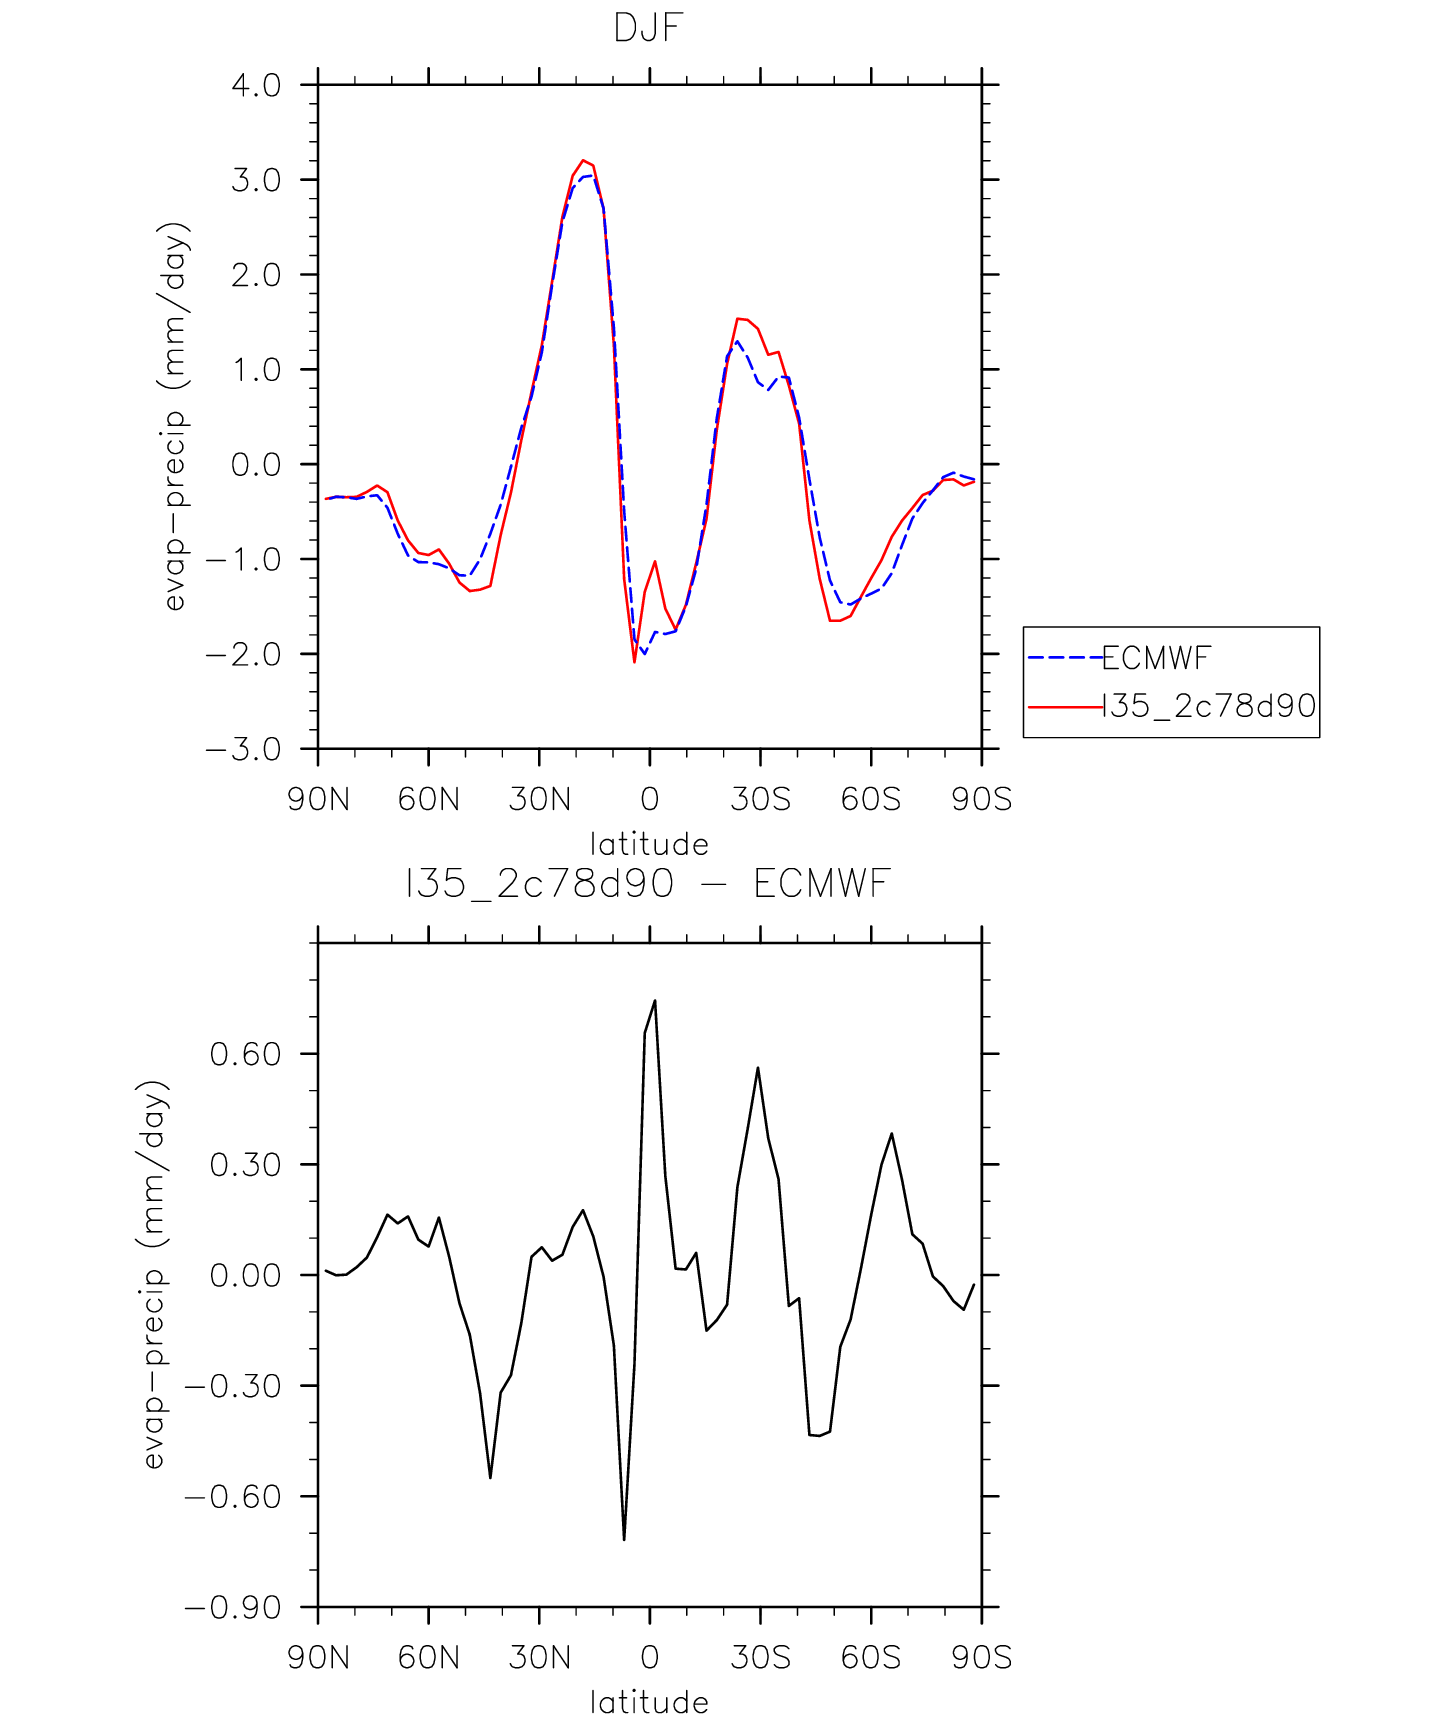 DJF
4.0
3.0
2.0
1.0
0.0
−1.0
−2.0
−3.0
evap−precip (mm/day)
90N 60N 30N 0 30S 60S 90S
latitude
ECMWF
I35_2c78d90
I35_2c78d90 − ECMWF
0.60
0.30
0.00
−0.30
−0.60
−0.90
evap−precip (mm/day)
90N 60N 30N 0 30S 60S 90S
latitude